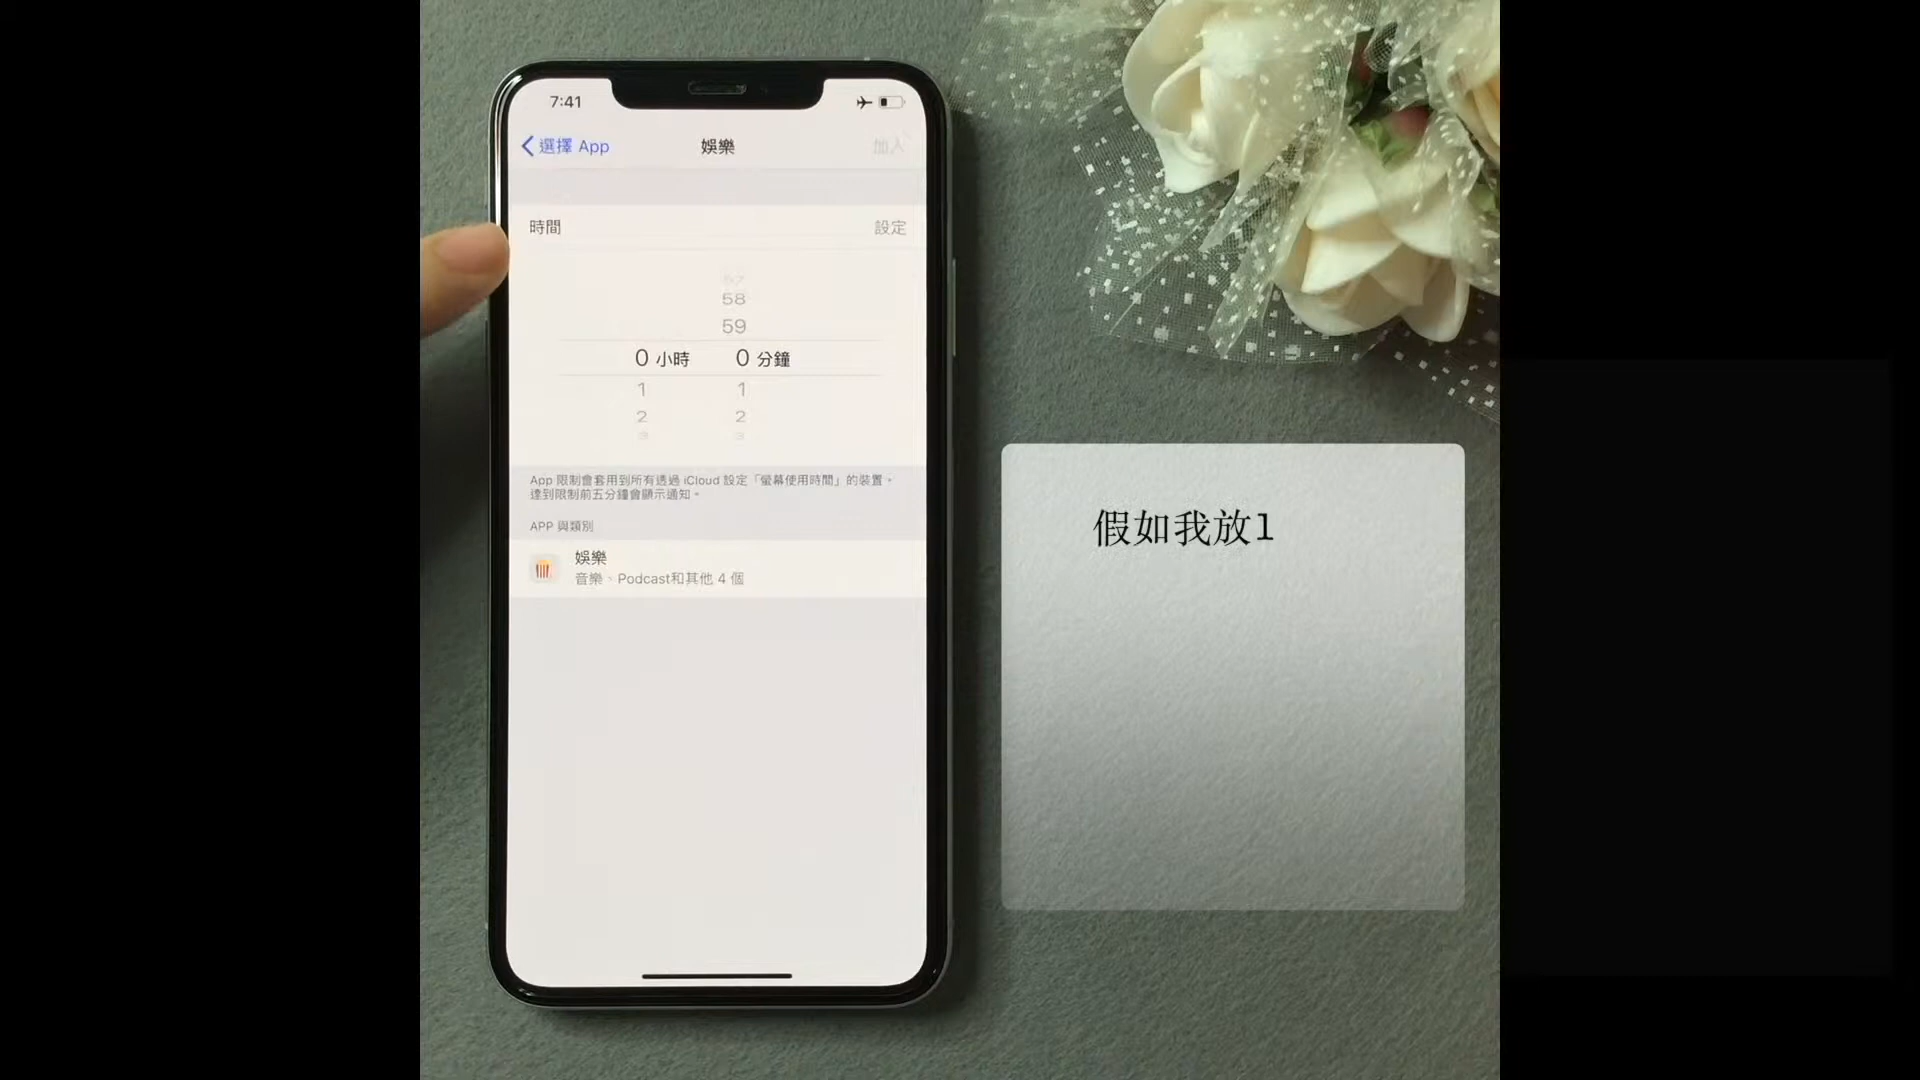 7:41
選擇 App
娛樂
加入
時間
設定
58
59
0 小時
0 分鐘
1
1
2
2
3
3
App 限制會套用到所有透過 iCloud 設定「螢幕使用時間」的裝置。
達到限制前五分鐘會顯示通知。
APP 與類別
娛樂
音樂、Podcast和其他 4 個
假如我放1